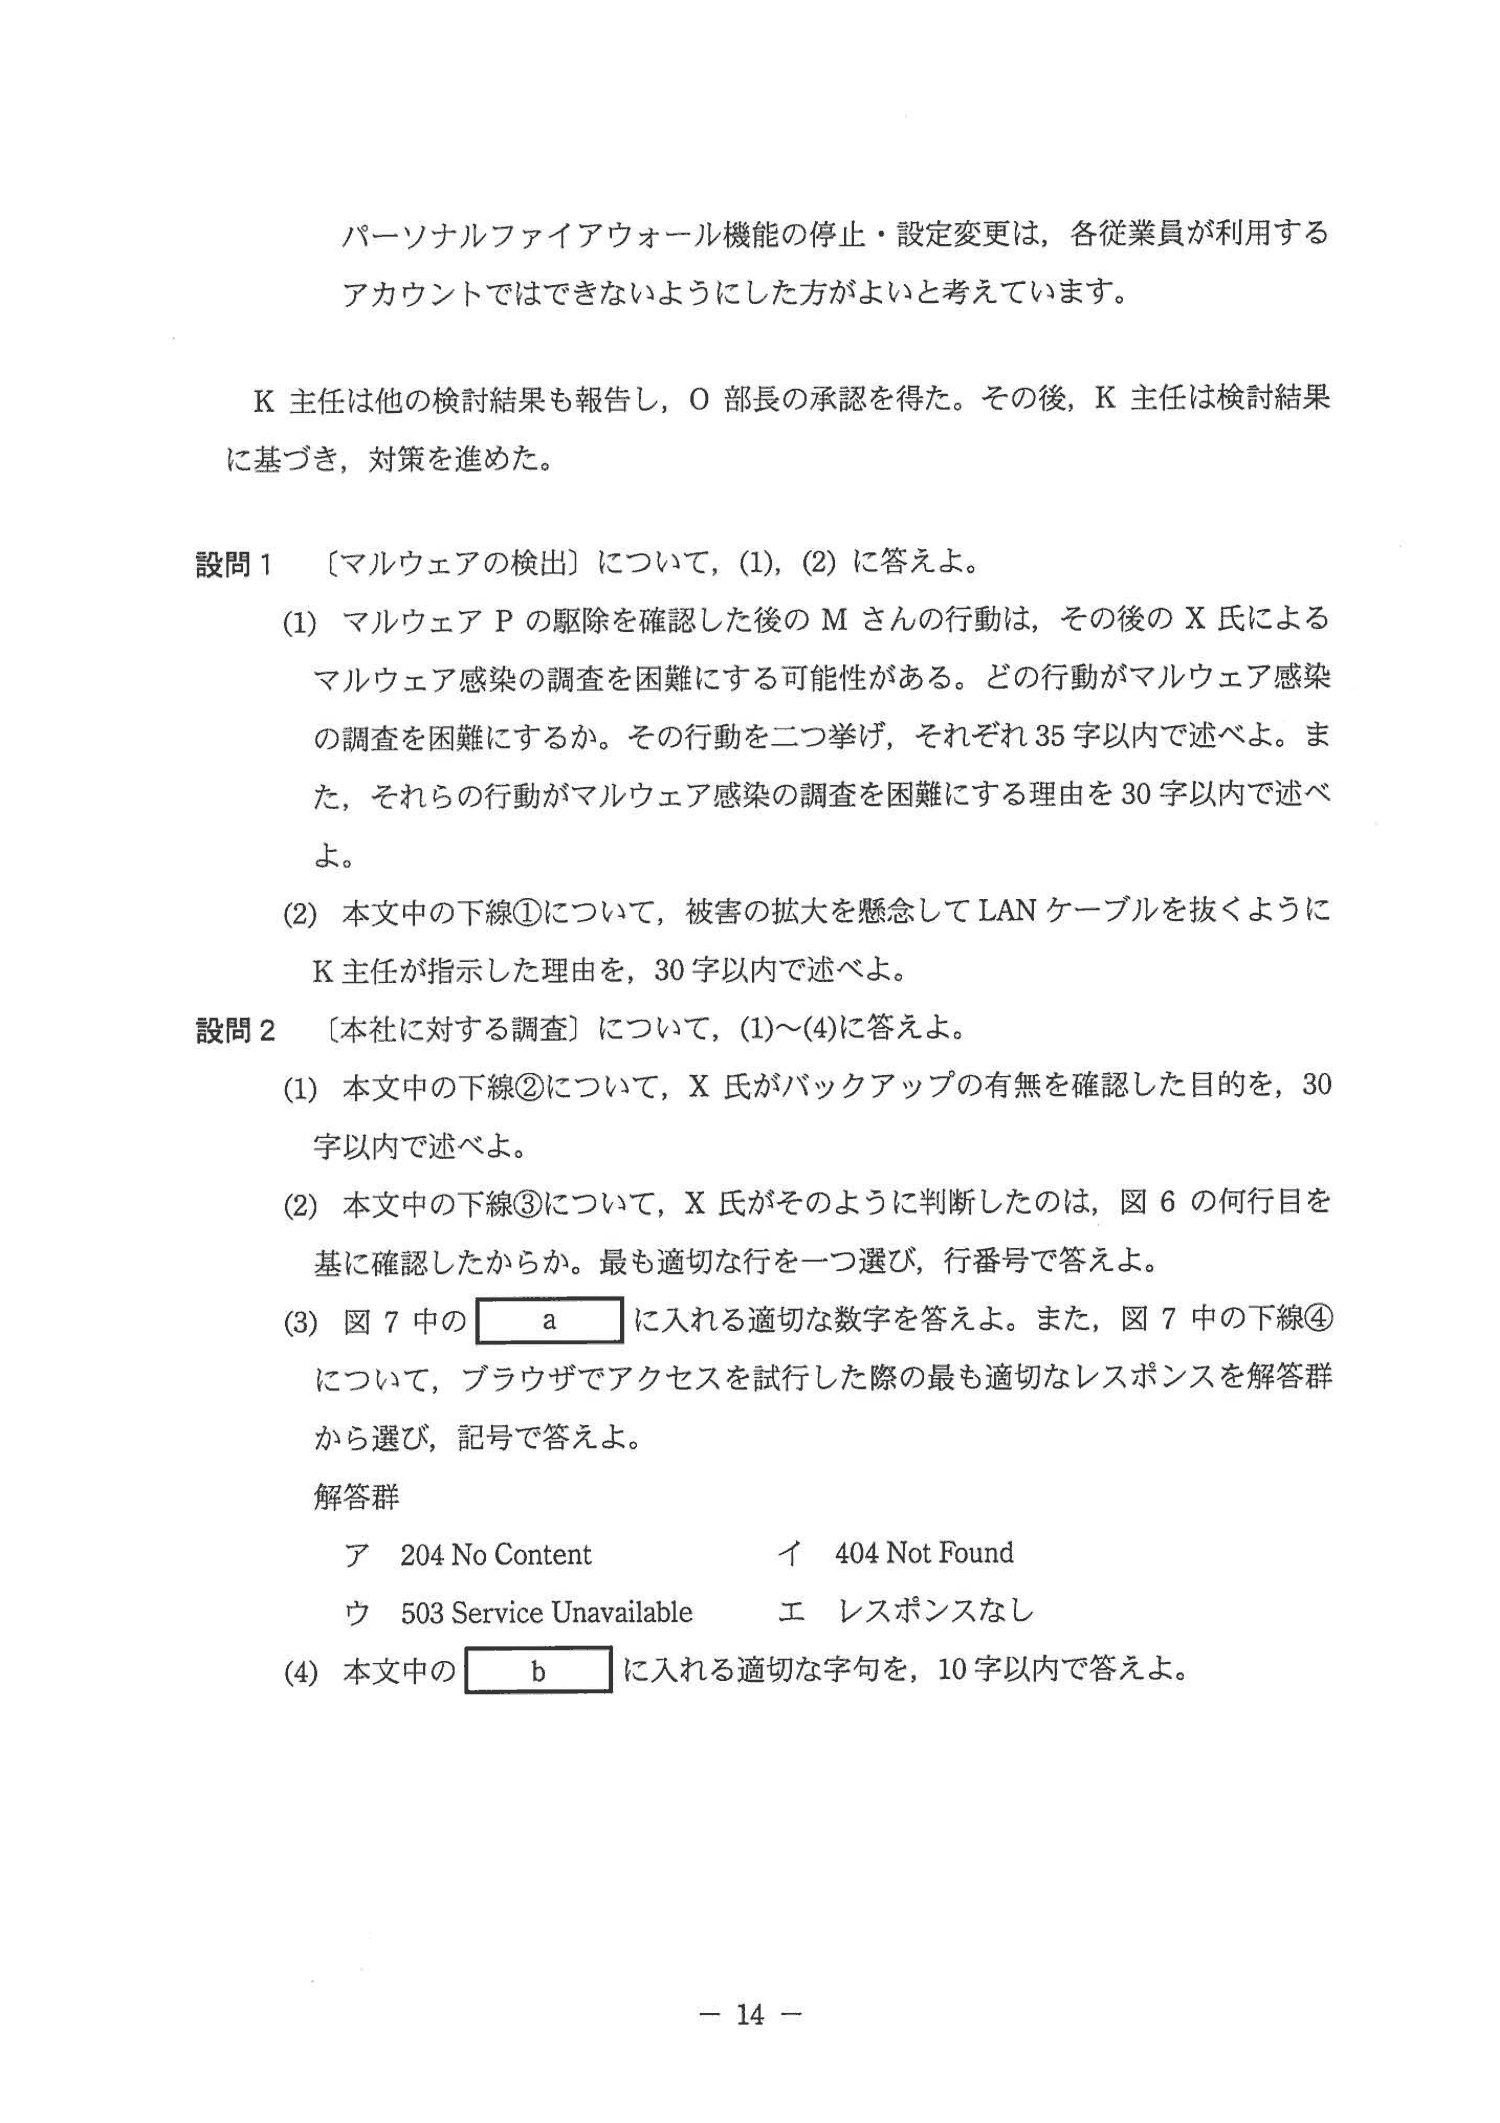 パーソナルファイアウォール機能の停止・設定変更は，各従業員が利用する
アカウントではできないようにした方がよいと考えています。
K 主任は他の検討結果も報告し，O 部長の承認を得た。その後，K 主任は検討結果
に基づき，対策を進めた。
設問1 〔マルウェアの検出〕について，(1)，(2) に答えよ。
(1) マルウェア P の駆除を確認した後の M さんの行動は，その後の X 氏による
マルウェア感染の調査を困難にする可能性がある。どの行動がマルウェア感染
の調査を困難にするか。その行動を二つ挙げ，それぞれ 35 字以内で述べよ。ま
た，それらの行動がマルウェア感染の調査を困難にする理由を 30 字以内で述べ
よ。
(2) 本文中の下線①について，被害の拡大を懸念して LAN ケーブルを抜くように
K 主任が指示した理由を，30 字以内で述べよ。
設問2 〔本社に対する調査〕について，(1)～(4)に答えよ。
(1) 本文中の下線②について，X 氏がバックアップの有無を確認した目的を，30
字以内で述べよ。
(2) 本文中の下線③について，X 氏がそのように判断したのは，図 6 の何行目を
基に確認したからか。最も適切な行を一つ選び，行番号で答えよ。
(3) 図 7 中の a に入れる適切な数字を答えよ。また，図 7 中の下線④
について，ブラウザでアクセスを試行した際の最も適切なレスポンスを解答群
から選び，記号で答えよ。
解答群
ア 204 No Content イ 404 Not Found
ウ 503 Service Unavailable エ レスポンスなし
(4) 本文中の b に入れる適切な字句を，10 字以内で答えよ。
－ 14 －